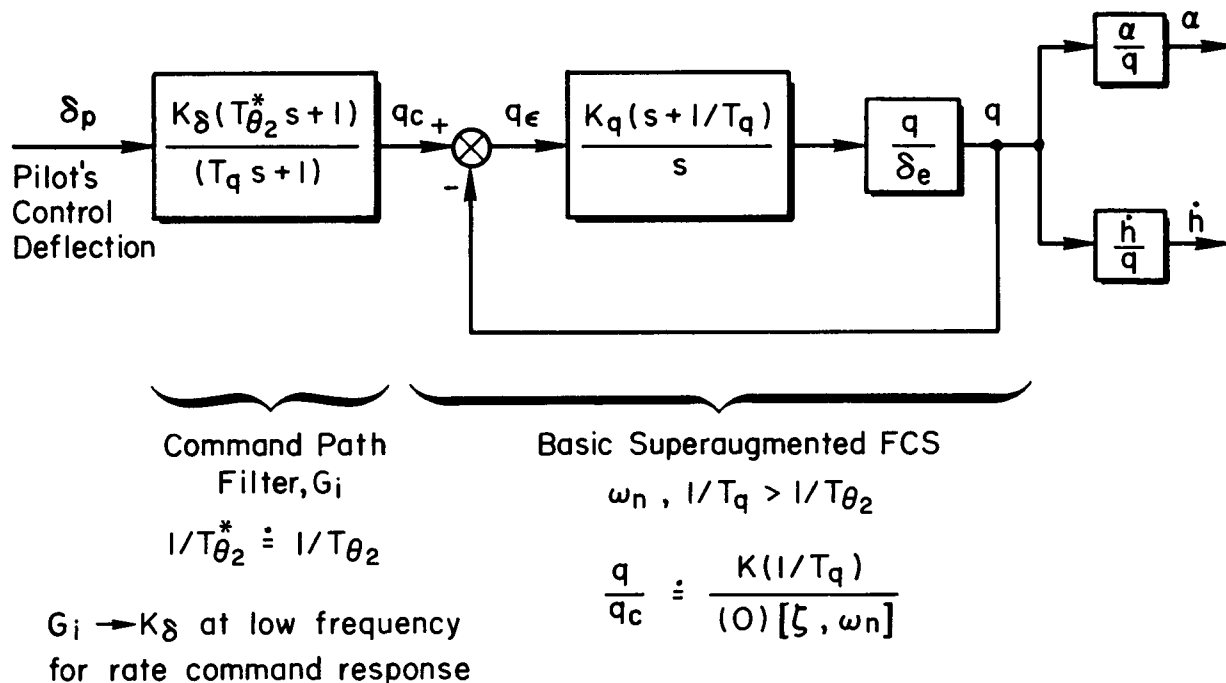 δp
Pilot's
Control
Deflection
Kδ(T*θ2 s + 1)
(Tq s + 1)
qc
+
-
qϵ
Kq(s + 1/Tq)
s
q
δe
q
α
q
α
ḣ
q
ḣ
Command Path
Filter, Gi
1/T*θ2 ≐ 1/Tθ2
Gi → Kδ at low frequency
for rate command response
Basic Superaugmented FCS
ωn , 1/Tq > 1/Tθ2
q
qc
≐
K(1/Tq)
(0)[ζ, ωn]